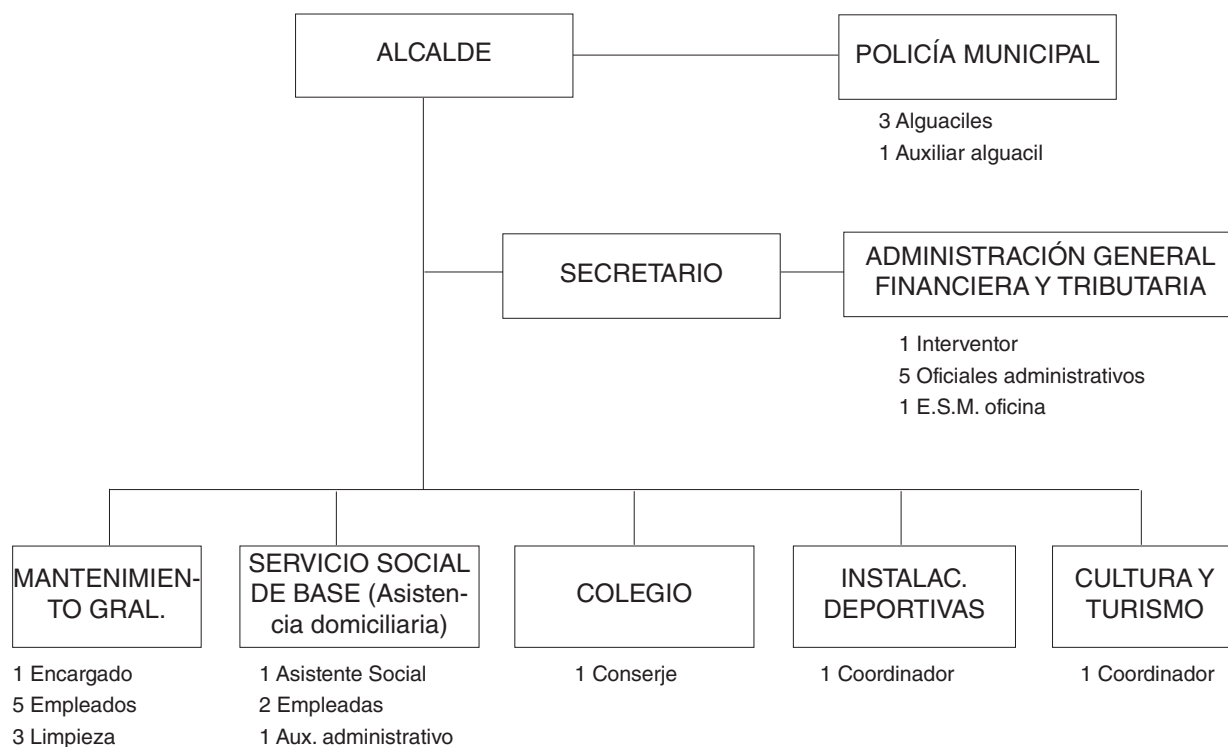 ALCALDE
POLICÍA MUNICIPAL
3 Alguaciles
1 Auxiliar alguacil
SECRETARIO
ADMINISTRACIÓN GENERAL
FINANCIERA Y TRIBUTARIA
1 Interventor
5 Oficiales administrativos
1 E.S.M. oficina
MANTENIMIEN-
TO GRAL.
1 Encargado
5 Empleados
3 Limpieza
SERVICIO SOCIAL
DE BASE (Asisten-
cia domiciliaria)
1 Asistente Social
2 Empleadas
1 Aux. administrativo
COLEGIO
1 Conserje
INSTALAC.
DEPORTIVAS
1 Coordinador
CULTURA Y
TURISMO
1 Coordinador